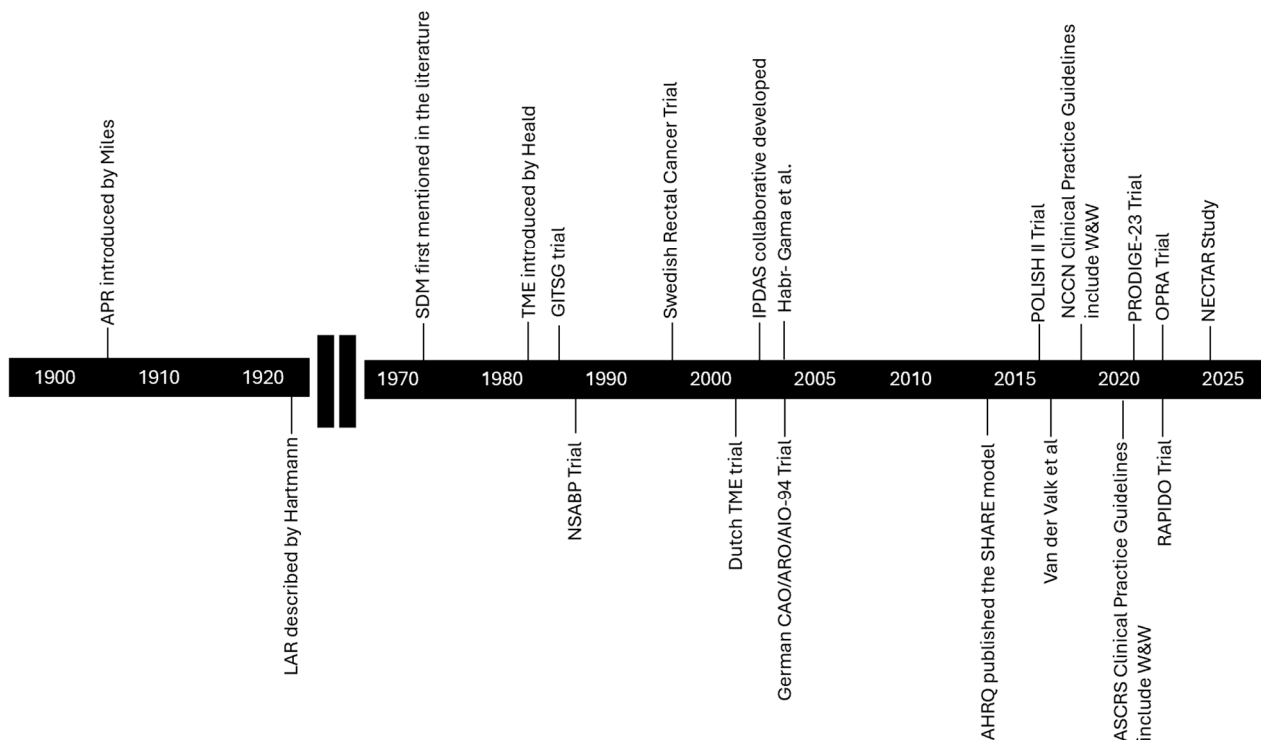 APR introduced by Miles
SDM first mentioned in the literature
TME introduced by Heald
GITSG trial
Swedish Rectal Cancer Trial
IPDAS collaborative developed
Habr- Gama et al.
POLISH II Trial
NCCN Clinical Practice Guidelines
include W&W
PRODIGE-23 Trial
OPRA Trial
NECTAR Study
1900 1910 1920 1970 1980 1990 2000 2005 2010 2015 2020 2025
LAR described by Hartmann
NSABP Trial
Dutch TME trial
German CAO/ARO/AIO-94 Trial
AHRQ published the SHARE model
Van der Valk et al
ASCRS Clinical Practice Guidelines
include W&W
RAPIDO Trial